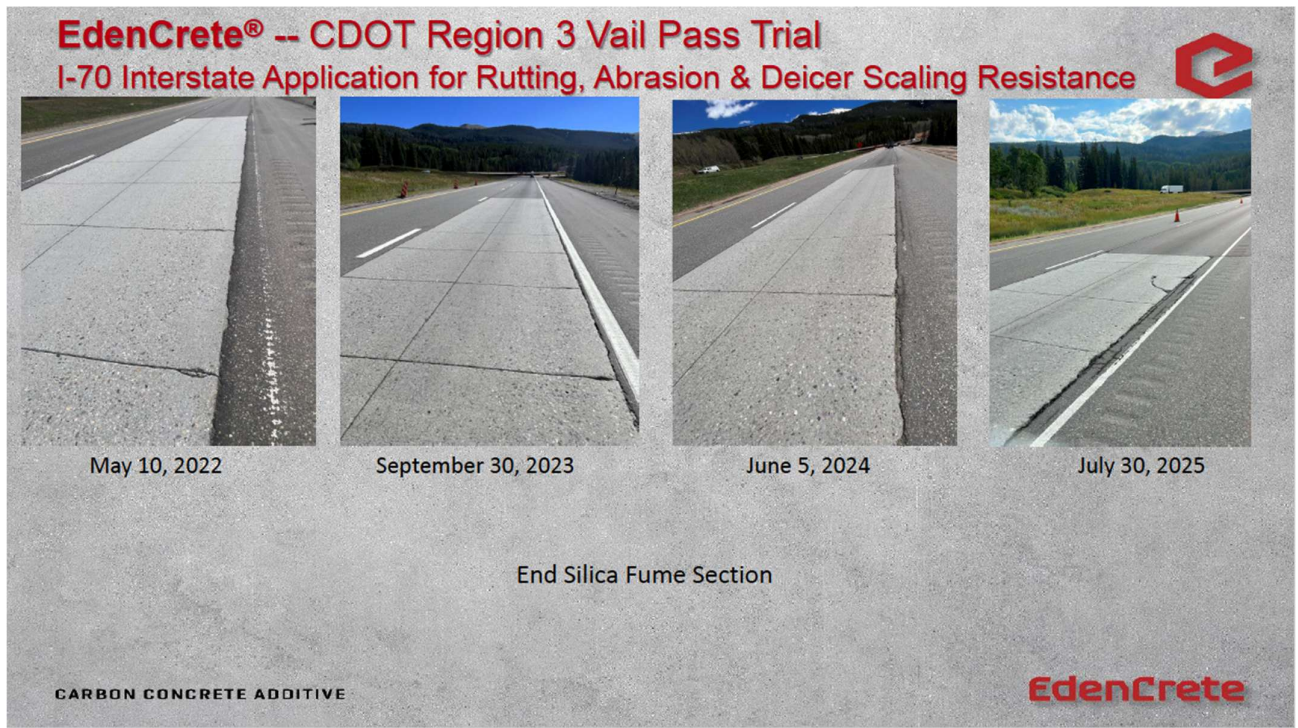 EdenCrete® -- CDOT Region 3 Vail Pass Trial
I-70 Interstate Application for Rutting, Abrasion & Deicer Scaling Resistance
May 10, 2022
September 30, 2023
June 5, 2024
July 30, 2025
End Silica Fume Section
CARBON CONCRETE ADDITIVE
EdenCrete